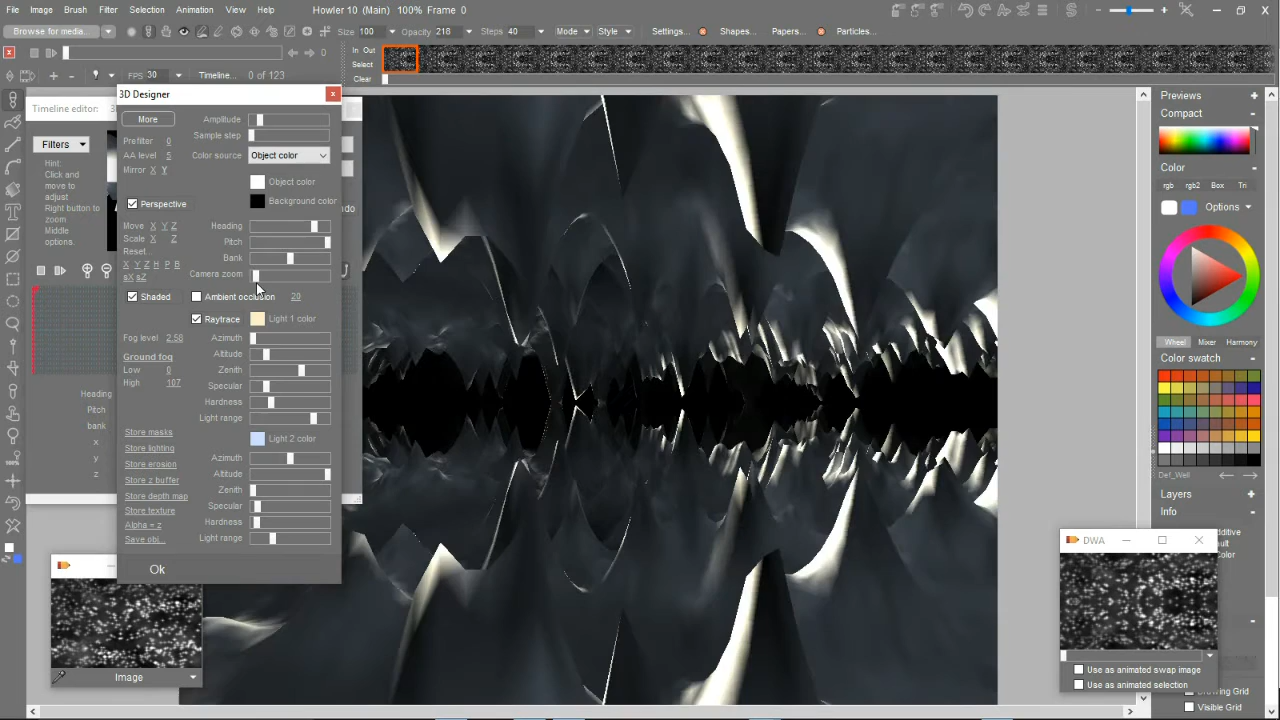 File Image Brush Filter Selection Animation View Help Howler 10 (Main) 100% Frame 0
Browse for media.. Size 100 Opacity 218 Steps 40 Mode Style Settings... Shapes... Papers... Particles...
0 In Out
Select
FPS 30 Timeline... 0 of 123 Clear
Timeline editor: 3
Filters
Hint:
Click and
move to
adjust
Right button to
zoom
Middle
options.
Heading
Pitch
bank
x
y
z
3D Designer
More Amplitude
Sample step
Prefilter 0
AA level 5 Color source Object color
Mirror X Y
Object color
Perspective Background color
Move X Y Z Heading
Scale X Z Pitch
Reset... Bank
X Y Z H P B Camera zoom
sX sZ
Shaded Ambient occlusion 20
Raytrace Light 1 color
Fog level 2.58 Azimuth
Ground fog Altitude
Low 0 Zenith
High 107 Specular
Hardness
Light range
Store masks Light 2 color
Store lighting Azimuth
Store erosion Altitude
Store z buffer Zenith
Store depth map Specular
Store texture Hardness
Alpha = z Light range
Save obj...
Ok
Image
Previews
Compact
Color
rgb rgb2 Box Tri
Options
Wheel Mixer Harmony
Color swatch
Def_Well
Layers
Info
DWA
Use as animated swap image
Use as animated selection
Drawing Grid
Visible Grid